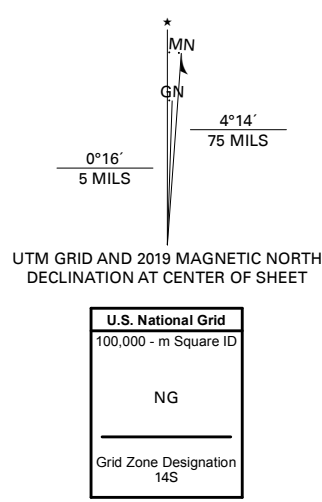 ★
MN
GN
4°14´
75 MILS
0°16´
5 MILS
UTM GRID AND 2019 MAGNETIC NORTH
DECLINATION AT CENTER OF SHEET
U.S. National Grid
100,000 - m Square ID
NG
Grid Zone Designation
14S